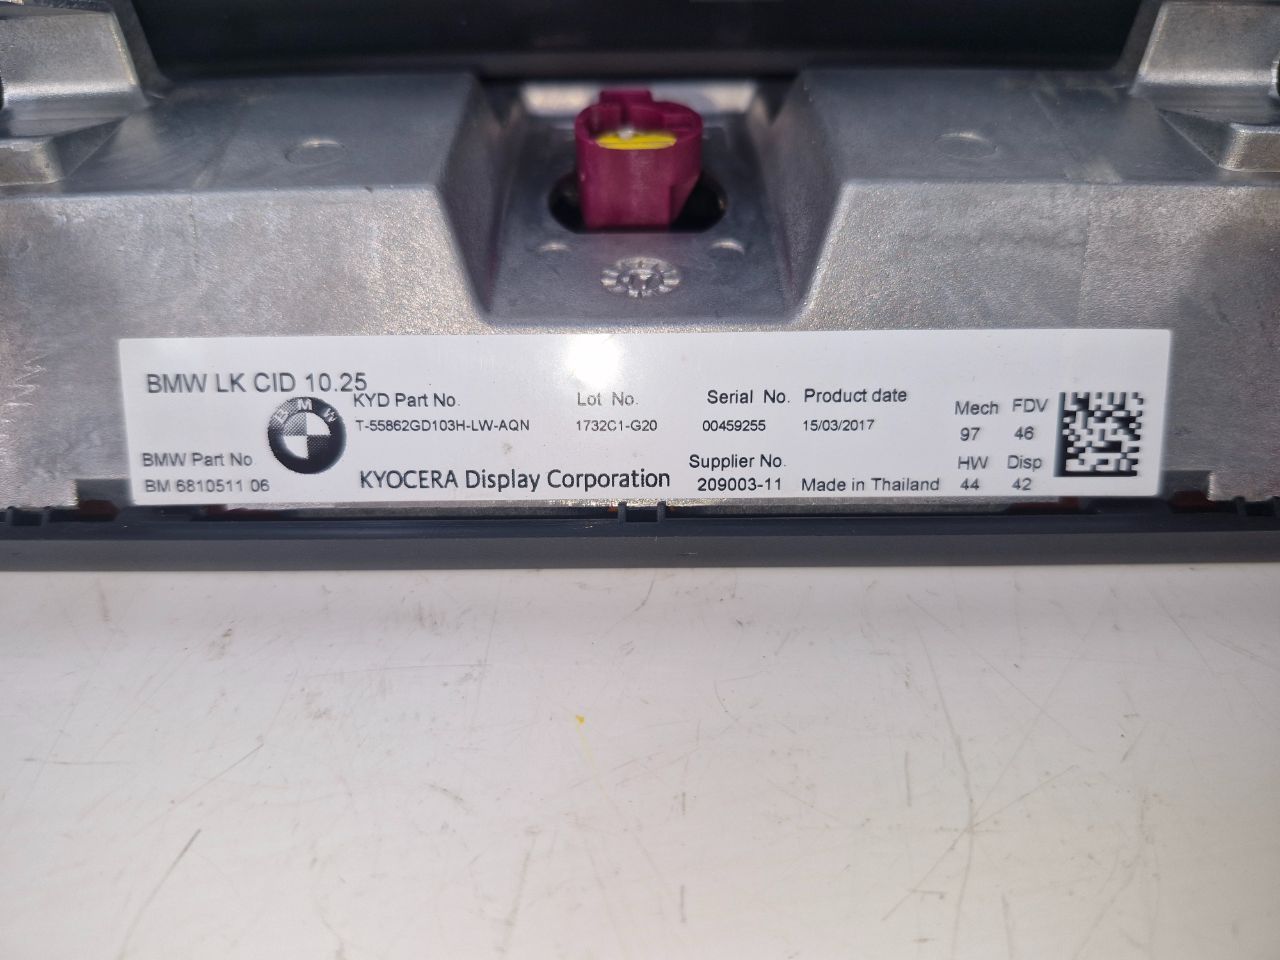 BMW LK CID 10.25
BMW
KYD Part No.
T-55862GD103H-LW-AQN
Lot No.
1732C1-G20
Serial No.
00459255
Product date
15/03/2017
Mech
97
FDV
46
BMW Part No
BM 6810511 06
KYOCERA Display Corporation
Supplier No.
209003-11
Made in Thailand
HW
44
Disp
42